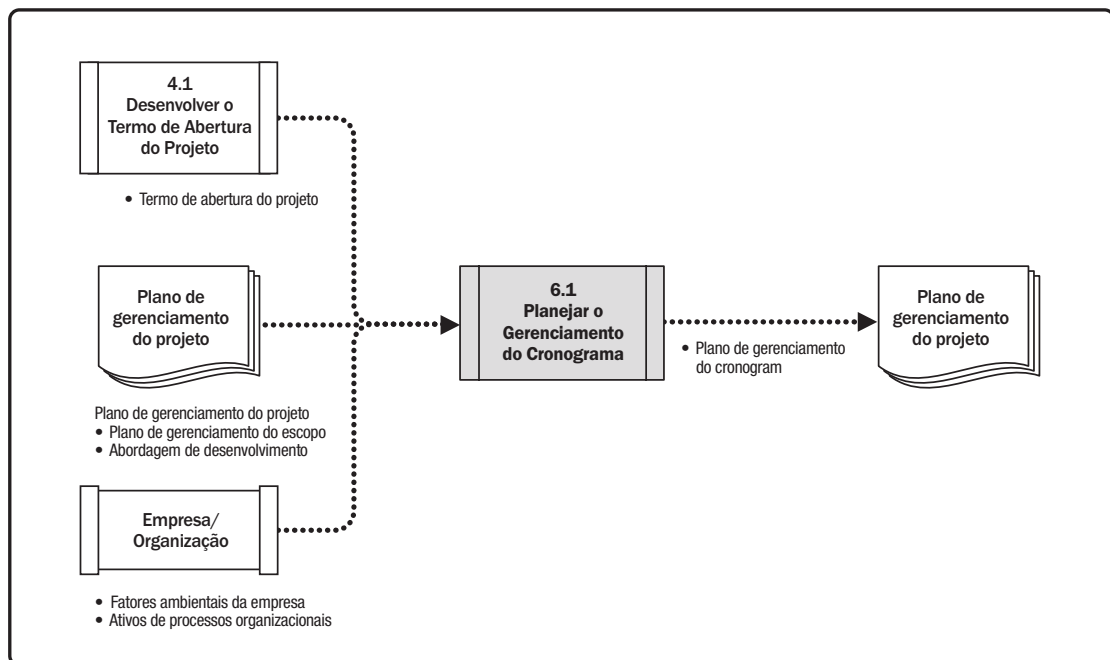 4.1
Desenvolver o
Termo de Abertura
do Projeto
• Termo de abertura do projeto
Plano de
gerenciamento
do projeto
Plano de gerenciamento do projeto
• Plano de gerenciamento do escopo
• Abordagem de desenvolvimento
Empresa/
Organização
• Fatores ambientais da empresa
• Ativos de processos organizacionais
6.1
Planejar o
Gerenciamento
do Cronograma
• Plano de gerenciamento
do cronogram
Plano de
gerenciamento
do projeto